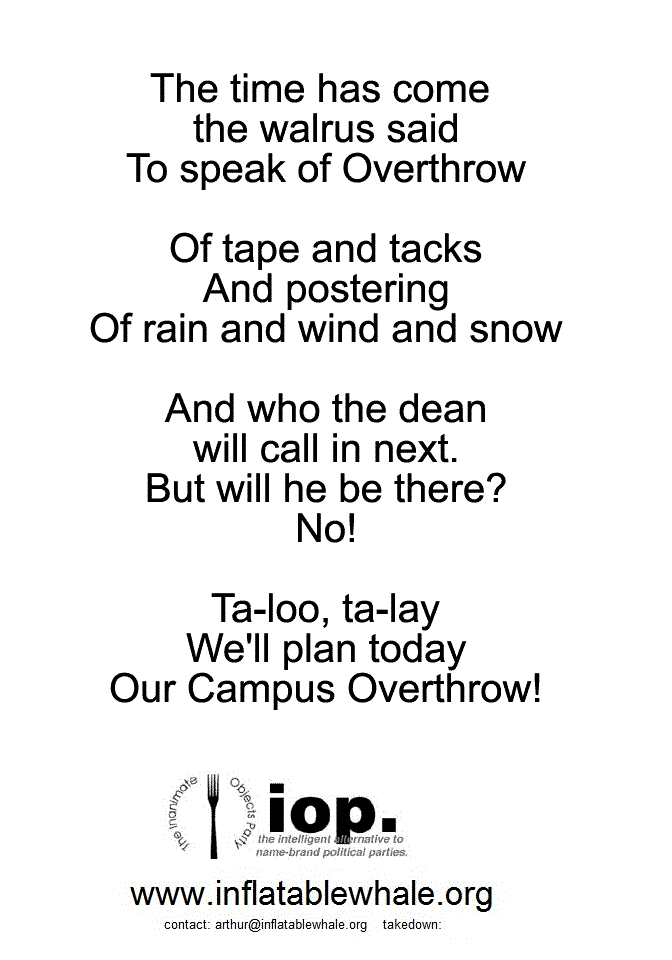 The time has come
the walrus said
To speak of Overthrow
Of tape and tacks
And postering
Of rain and wind and snow
And who the dean
will call in next.
But will he be there?
No!
Ta-loo, ta-lay
We'll plan today
Our Campus Overthrow!
The Inanimate Objects Party
iop.
the intelligent alternative to
name-brand political parties.
www.inflatablewhale.org
contact: arthur@inflatablewhale.org takedown: